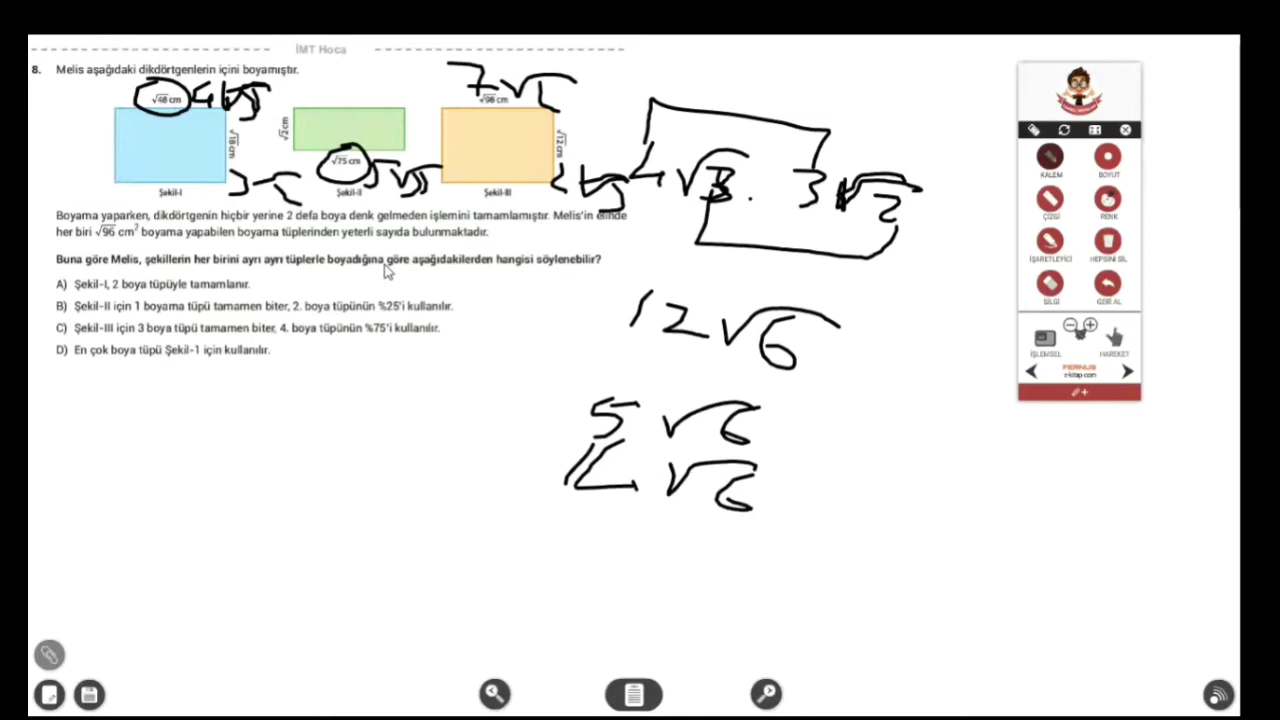 İMT Hoca
8. Melis aşağıdaki dikdörtgenlerin içini boyamıştır.
√48 cm 4√3
√18 cm
Şekil-I
√2 cm
√75 cm 5√3
Şekil-II
7√2
√98 cm
√12 cm
2√3
Şekil-III
4√3 . 3√2
Boyama yaparken, dikdörtgenin hiçbir yerine 2 defa boya denk gelmeden işlemini tamamlamıştır. Melis'in elinde
her biri √96 cm² boyama yapabilen boyama tüplerinden yeterli sayıda bulunmaktadır.
Buna göre Melis, şekillerin her birini ayrı ayrı tüplerle boyadığına göre aşağıdakilerden hangisi söylenebilir?
A) Şekil-I, 2 boya tüpüyle tamamlanır.
B) Şekil-II için 1 boyama tüpü tamamen biter, 2. boya tüpünün %25'i kullanılır.
C) Şekil-III için 3 boya tüpü tamamen biter, 4. boya tüpünün %75'i kullanılır.
D) En çok boya tüpü Şekil-1 için kullanılır.
12√6
5√6
KALEM
BOYUT
ÇİZGİ
RENK
İŞARETLEYİCİ
HEPSİNİ SİL
SİLGİ
GERİ AL
İŞLEMSEL
HAREKET
FERNUS
z-kitap.com